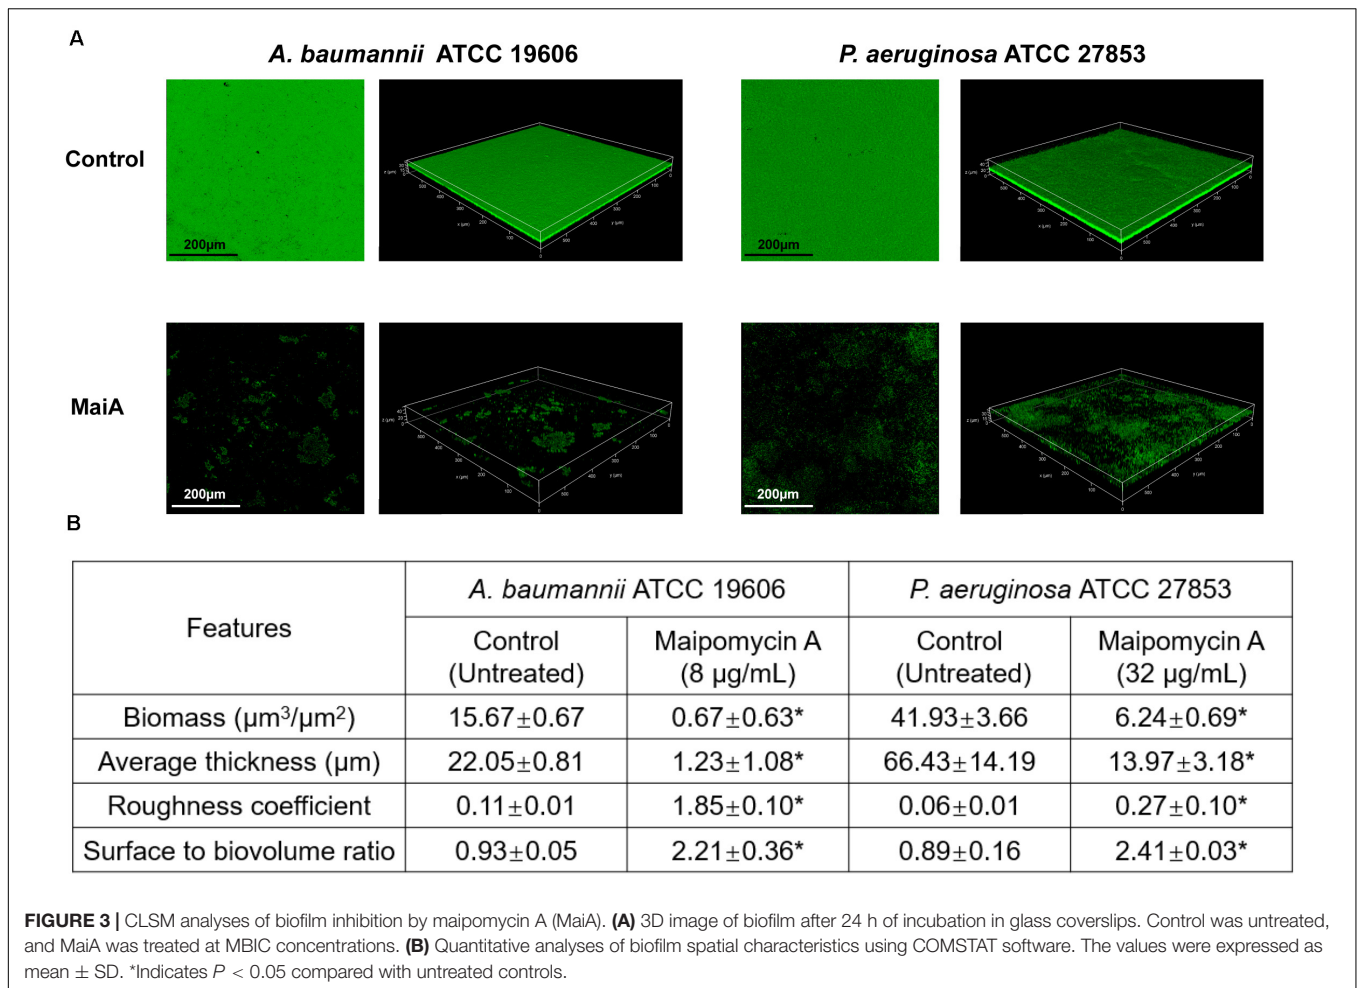 A
A. baumannii ATCC 19606
P. aeruginosa ATCC 27853
Control
200µm
200µm
MaiA
200µm
200µm
B
Features
A. baumannii ATCC 19606
P. aeruginosa ATCC 27853
Control (Untreated)
Maipomycin A (8 µg/mL)
Control (Untreated)
Maipomycin A (32 µg/mL)
Biomass (µm³/µm²) 15.67±0.67 0.67±0.63* 41.93±3.66 6.24±0.69*
Average thickness (µm) 22.05±0.81 1.23±1.08* 66.43±14.19 13.97±3.18*
Roughness coefficient 0.11±0.01 1.85±0.10* 0.06±0.01 0.27±0.10*
Surface to biovolume ratio 0.93±0.05 2.21±0.36* 0.89±0.16 2.41±0.03*
FIGURE 3 | CLSM analyses of biofilm inhibition by maipomycin A (MaiA). (A) 3D image of biofilm after 24 h of incubation in glass coverslips. Control was untreated,
and MaiA was treated at MBIC concentrations. (B) Quantitative analyses of biofilm spatial characteristics using COMSTAT software. The values were expressed as
mean ± SD. *Indicates P < 0.05 compared with untreated controls.